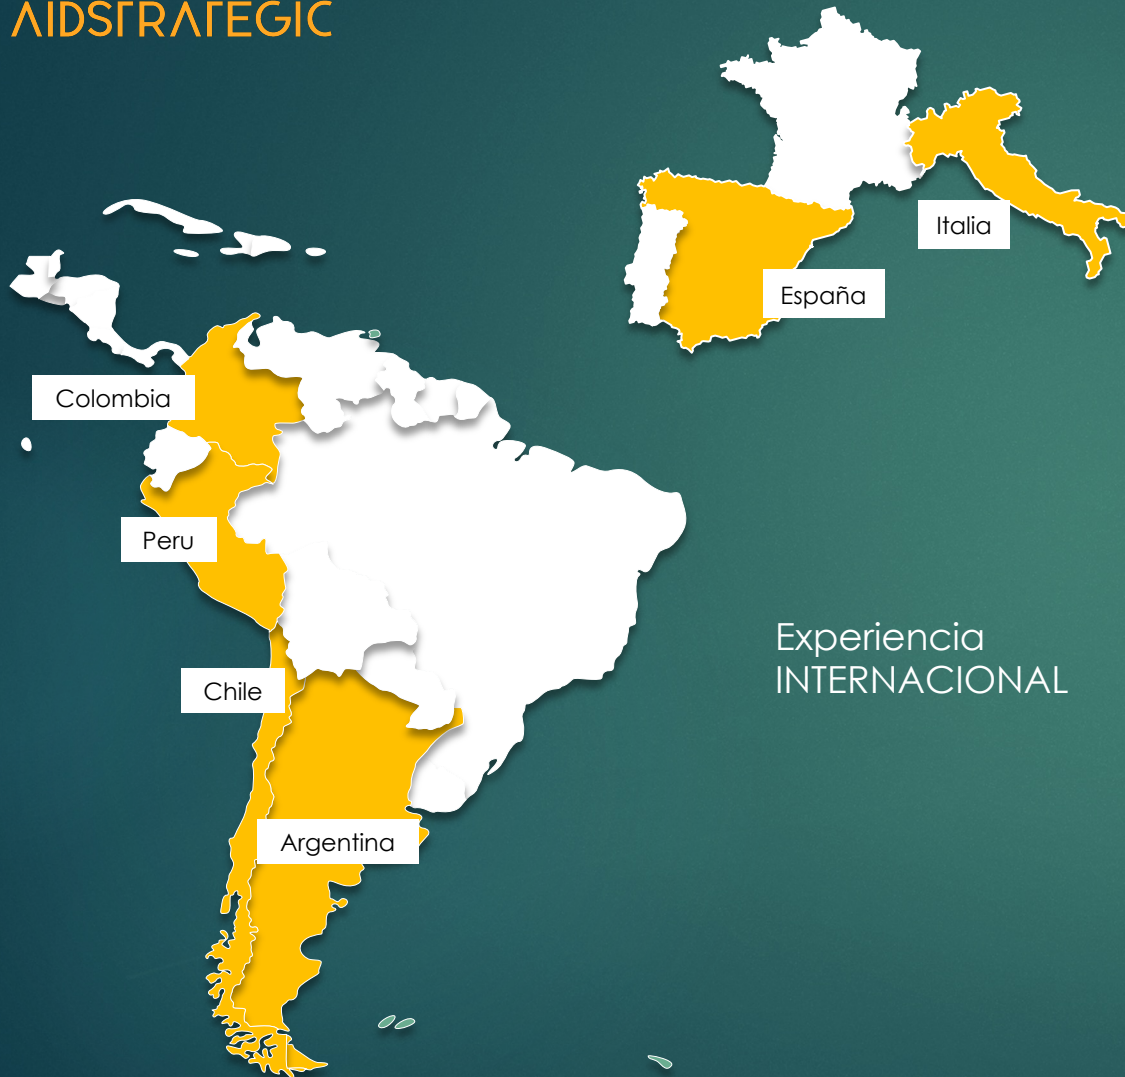 AIDSTRATEGIC
Italia
España
Colombia
Peru
Experiencia
INTERNACIONAL
Chile
Argentina